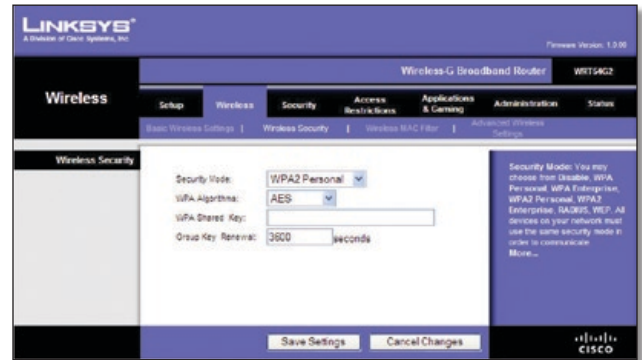 LINKSYS®
A Division of Cisco Systems, Inc.
Firmware Version: 1.0.00
Wireless-G Broadband Router WRT54G2
Wireless
Setup Wireless Security Access Restrictions Applications & Gaming Administration Status
Basic Wireless Settings | Wireless Security | Wireless MAC Filter | Advanced Wireless Settings
Wireless Security
Security Mode: WPA2 Personal
WPA Algorithms: AES
WPA Shared Key:
Group Key Renewal: 3600 seconds
Security Mode: You may
choose from Disable, WPA
Personal, WPA Enterprise,
WPA2 Personal, WPA2
Enterprise, RADIUS, WEP. All
devices on your network must
use the same security mode in
order to communicate.
More...
Save Settings Cancel Changes
CISCO